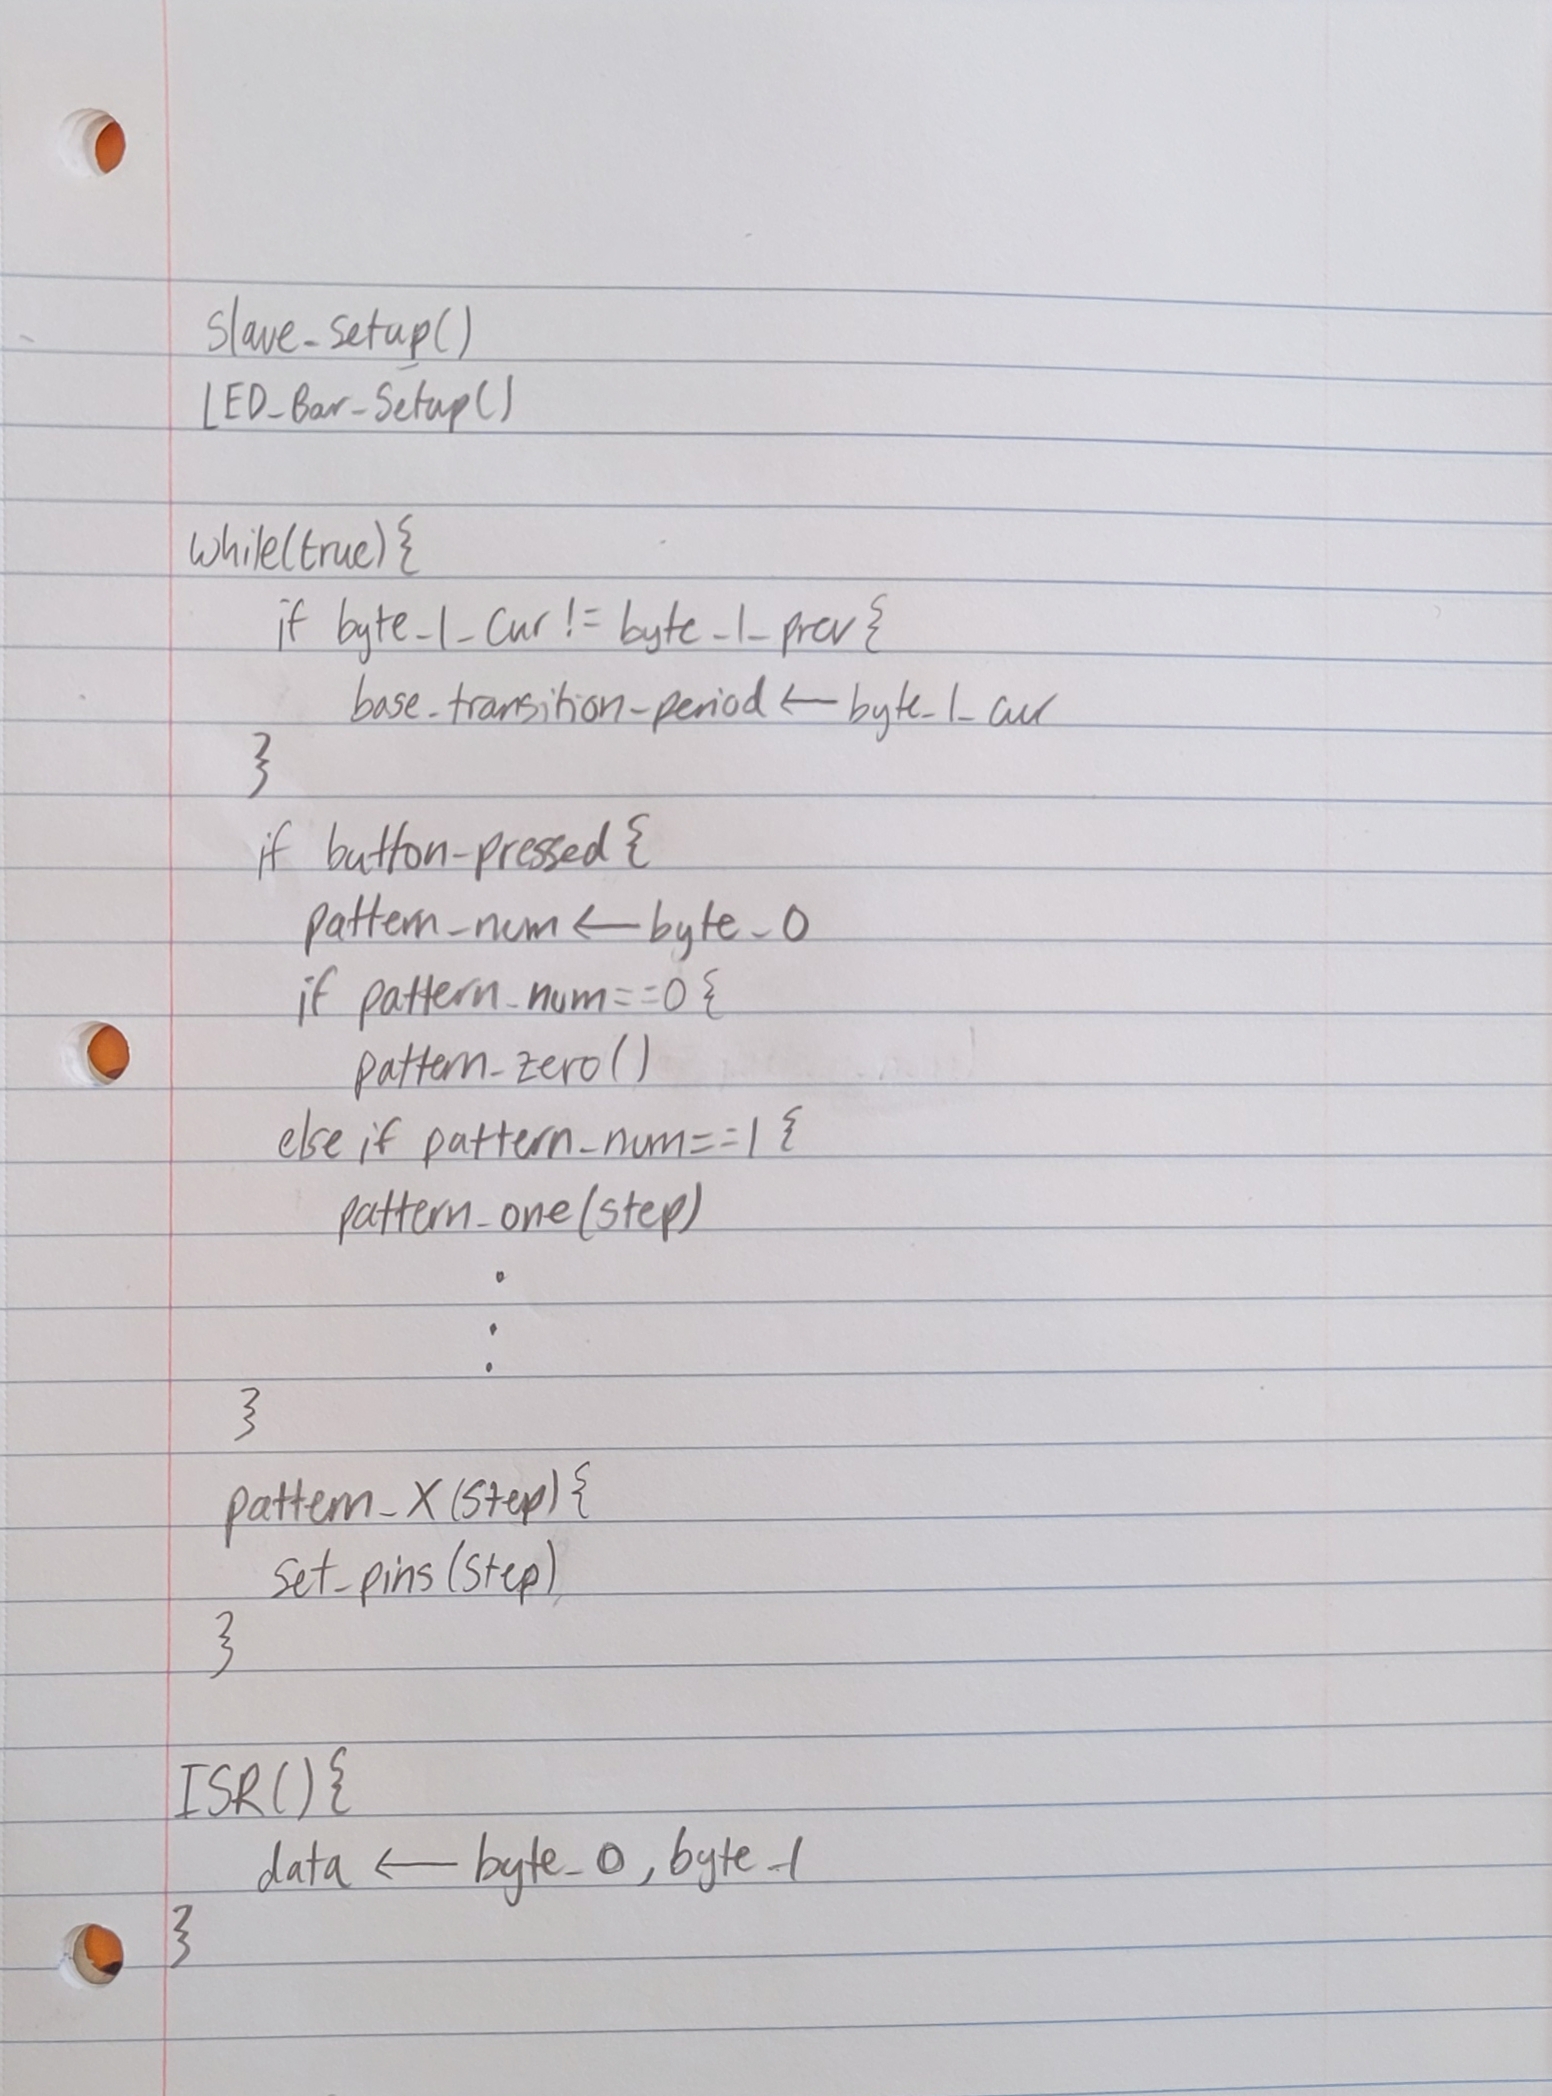 Slave_Setup()
LED_Bar_Setup()
while(true){
if byte_1_cur != byte_1_prev{
base_transition_period ← byte_1_cur
}
if button_pressed {
pattern_num ← byte_0
if pattern_num==0 {
pattern_zero()
else if pattern_num==1 {
pattern_one(step)
.
.
.
}
pattern_X(step){
set_pins(step)
}
ISR(){
data ← byte_0, byte_1
}